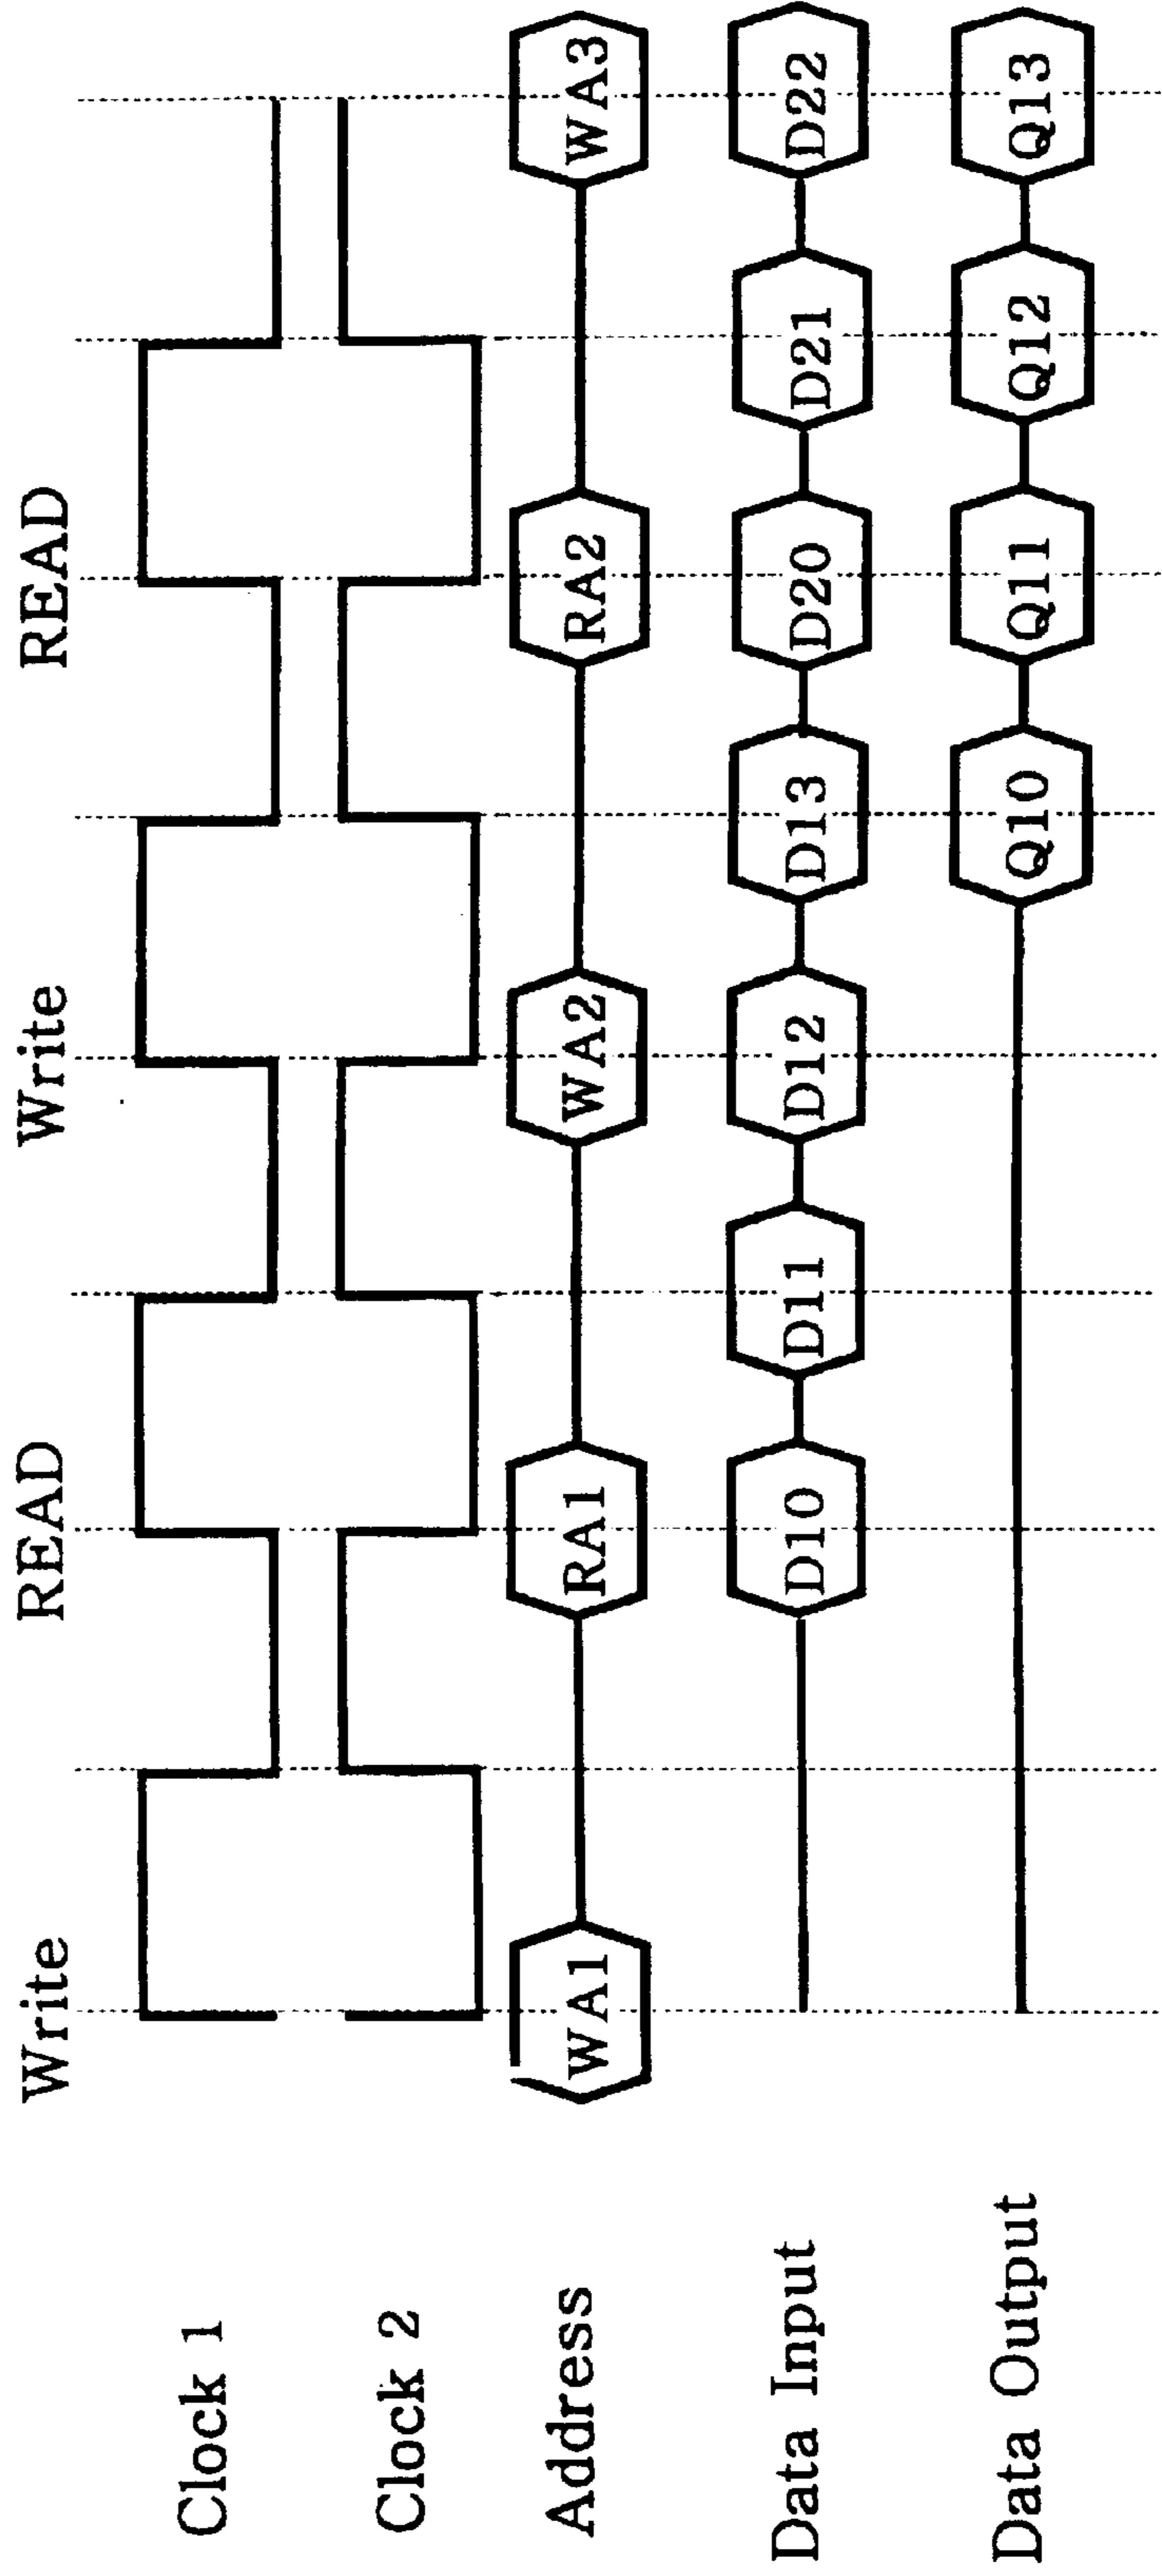 Write READ Write READ
Clock 1
Clock 2
Address WA1 RA1 WA2 RA2 WA3
Data Input D10 D11 D12 D13 D20 D21 D22
Data Output Q10 Q11 Q12 Q13